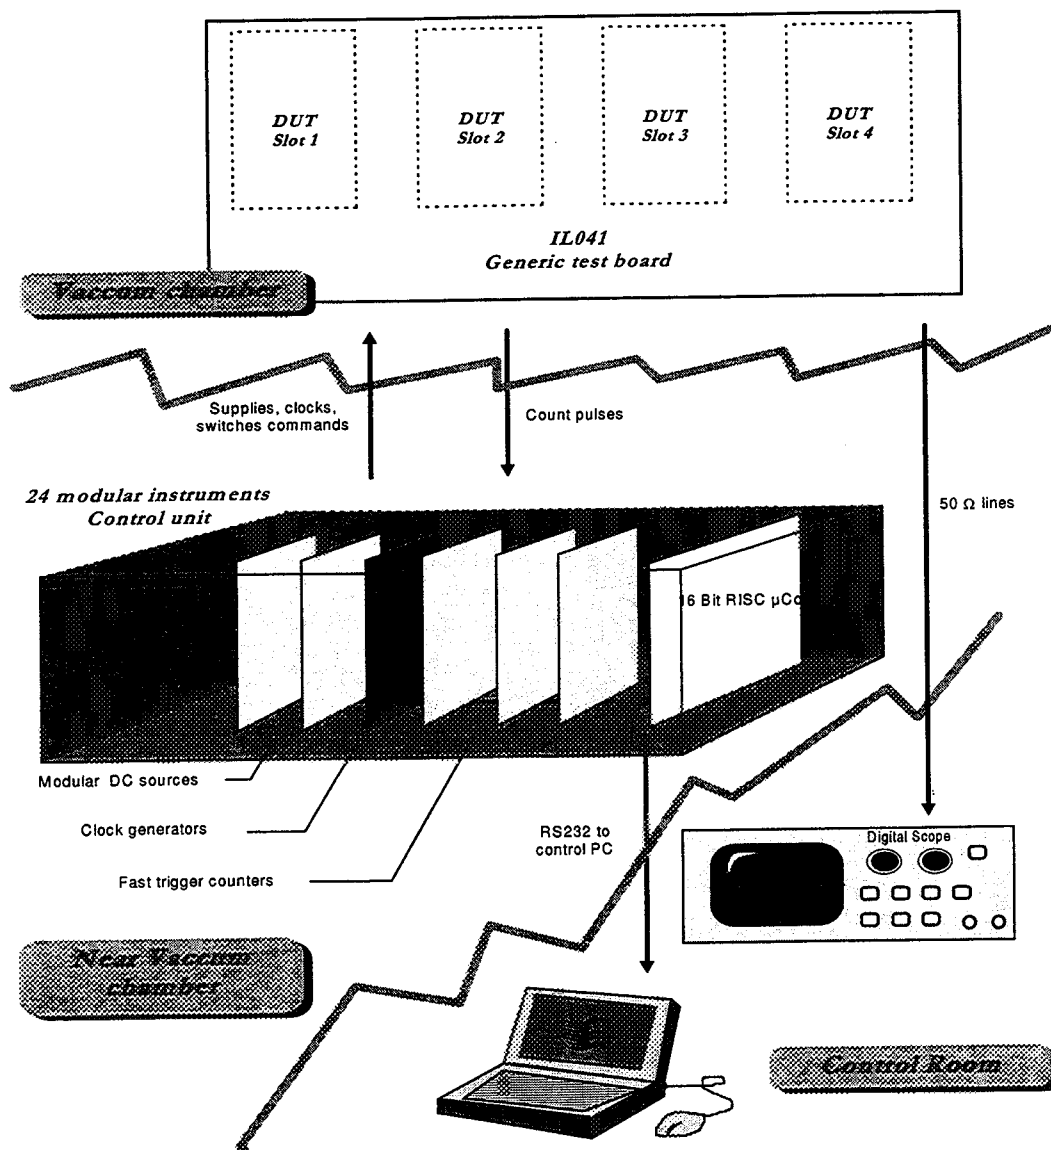 DUT
Slot 1
DUT
Slot 2
DUT
Slot 3
DUT
Slot 4
IL041
Generic test board
Vaccum chamber
Supplies, clocks,
switches commands
Count pulses
24 modular instruments
Control unit
50 Ω lines
16 Bit RISC µCo
Modular DC sources
Clock generators
Fast trigger counters
RS232 to
control PC
Digital Scope
Near Vaccum
chamber
Control Room